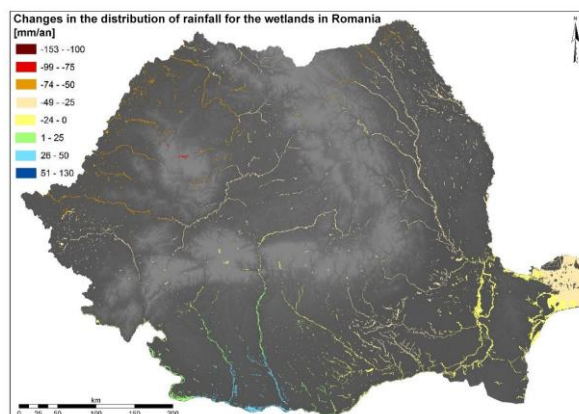 Changes in the distribution of rainfall for the wetlands in Romania
[mm/an]
-153 - -100
-99 - -75
-74 - -50
-49 - -25
-24 - 0
1 - 25
26 - 50
51 - 130
N
km
0 25 50 100 150 200